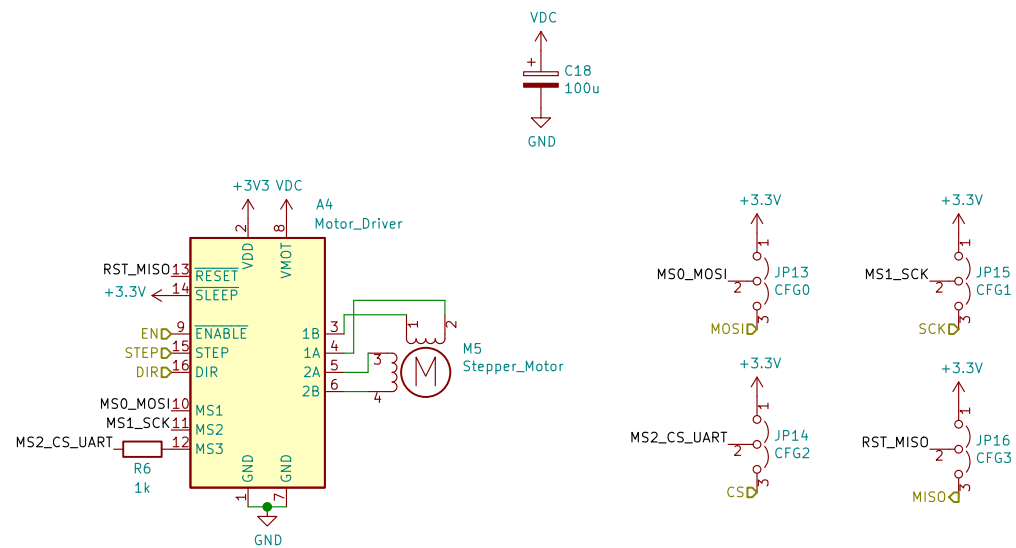 VDC
+
C18
100u
GND
+3V3 VDC
A4
Motor_Driver
2
8
VDD
VMOT
RST_MISO 13 RESET
+3.3V 14 SLEEP
EN 9 ENABLE
STEP 15 STEP
DIR 16 DIR
MS0_MOSI 10 MS1
MS1_SCK 11 MS2
MS2_CS_UART 12 MS3
R6
1k
1B 3
1A 4
2A 5
2B 6
1
2
3
4
M
M5
Stepper_Motor
GND
GND
1
7
GND
+3.3V
1
MS0_MOSI 2
JP13
CFG0
3
MOSI
+3.3V
1
MS1_SCK 2
JP15
CFG1
3
SCK
+3.3V
1
MS2_CS_UART 2
JP14
CFG2
3
CS
+3.3V
1
RST_MISO 2
JP16
CFG3
3
MISO